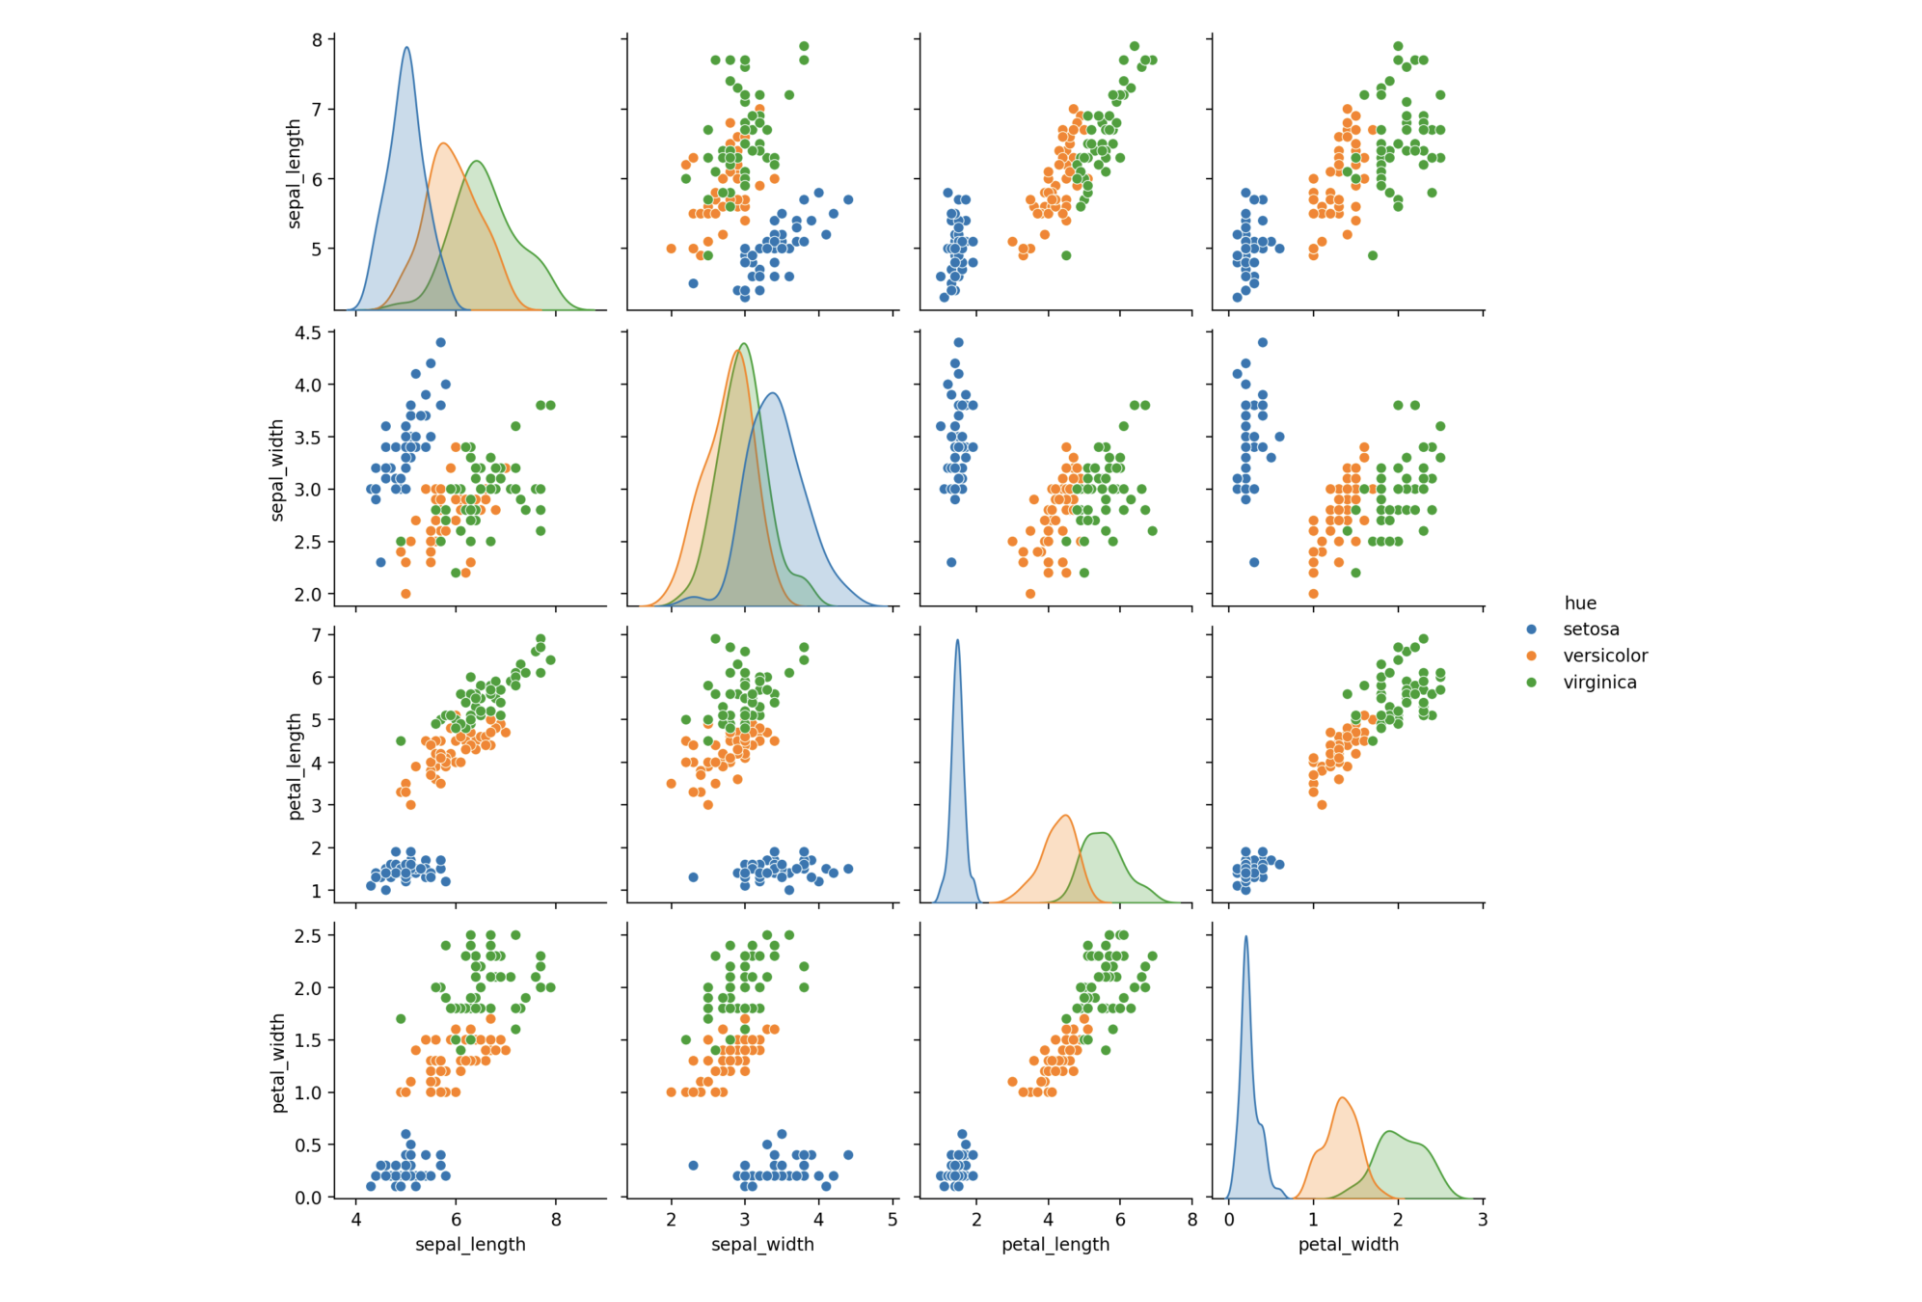 8
7
6
5
sepal_length
4.5
4.0
3.5
3.0
2.5
2.0
sepal_width
hue
setosa
versicolor
virginica
7
6
5
4
3
2
1
petal_length
2.5
2.0
1.5
1.0
0.5
0.0
petal_width
4 6 8
sepal_length
2 3 4 5
sepal_width
2 4 6 8
petal_length
0 1 2 3
petal_width